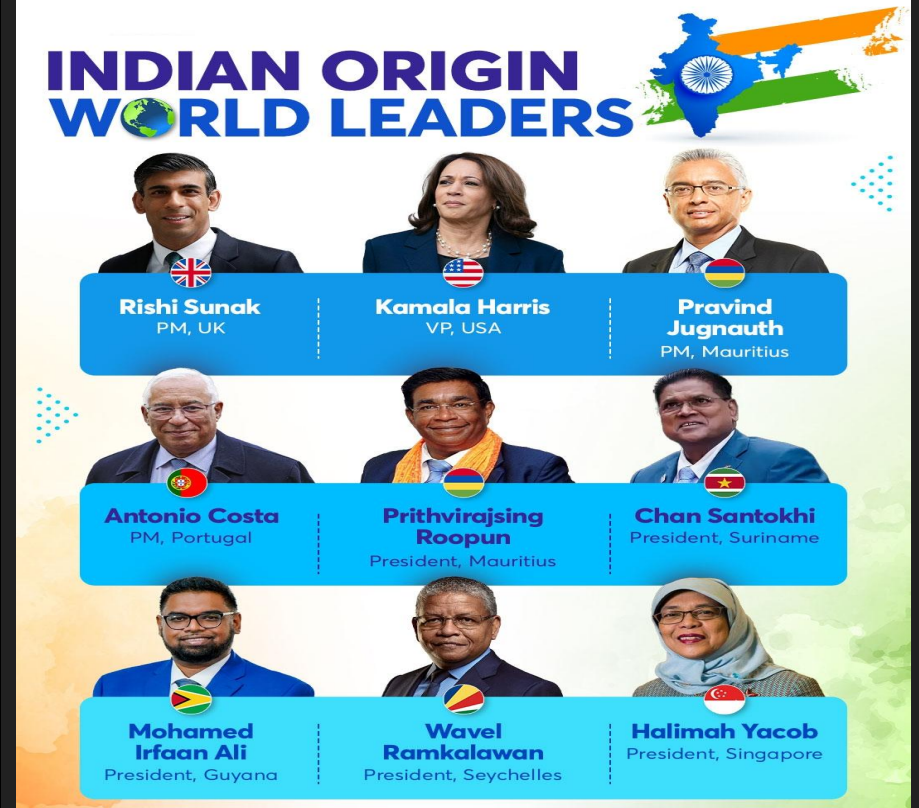 INDIAN ORIGIN
WORLD LEADERS
Rishi Sunak
PM, UK
Kamala Harris
VP, USA
Pravind
Jugnauth
PM, Mauritius
Antonio Costa
PM, Portugal
Prithvirajsing
Roopun
President, Mauritius
Chan Santokhi
President, Suriname
Mohamed
Irfaan Ali
President, Guyana
Wavel
Ramkalawan
President, Seychelles
Halimah Yacob
President, Singapore